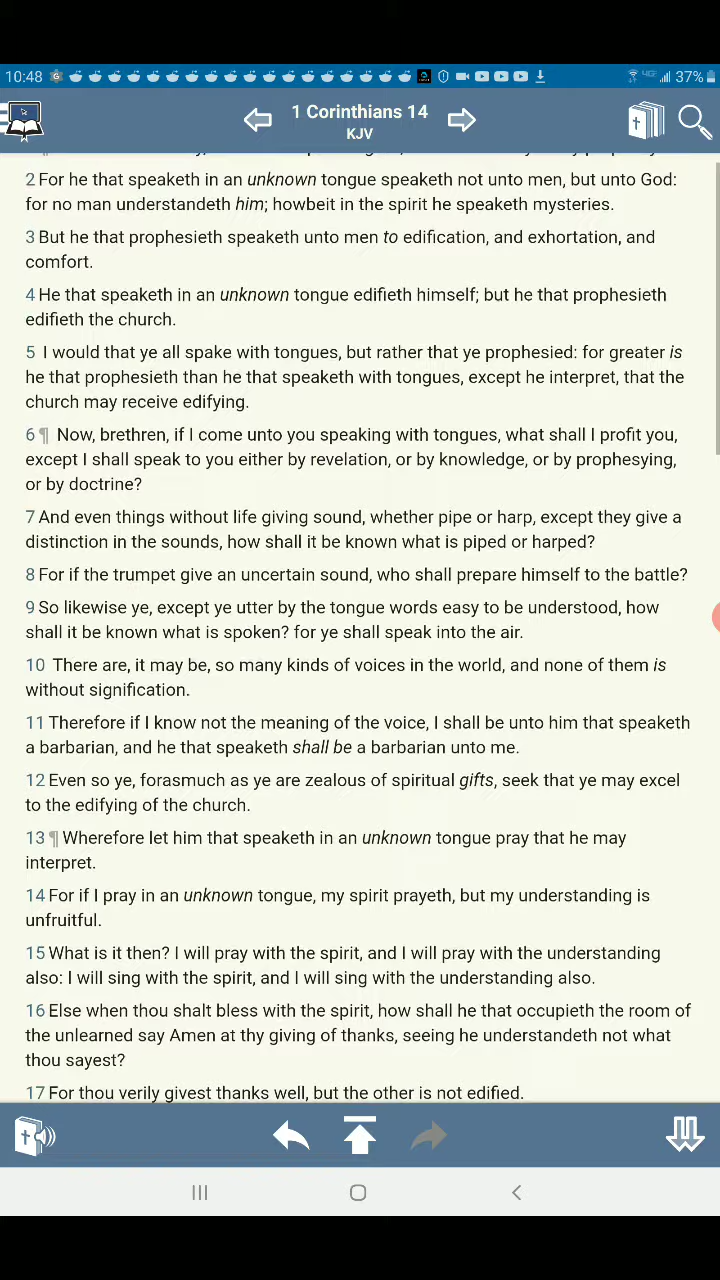 10:48
37%
1 Corinthians 14
KJV
2 For he that speaketh in an unknown tongue speaketh not unto men, but unto God:
for no man understandeth him; howbeit in the spirit he speaketh mysteries.
3 But he that prophesieth speaketh unto men to edification, and exhortation, and
comfort.
4 He that speaketh in an unknown tongue edifieth himself; but he that prophesieth
edifieth the church.
5 I would that ye all spake with tongues, but rather that ye prophesied: for greater is
he that prophesieth than he that speaketh with tongues, except he interpret, that the
church may receive edifying.
6 ¶ Now, brethren, if I come unto you speaking with tongues, what shall I profit you,
except I shall speak to you either by revelation, or by knowledge, or by prophesying,
or by doctrine?
7 And even things without life giving sound, whether pipe or harp, except they give a
distinction in the sounds, how shall it be known what is piped or harped?
8 For if the trumpet give an uncertain sound, who shall prepare himself to the battle?
9 So likewise ye, except ye utter by the tongue words easy to be understood, how
shall it be known what is spoken? for ye shall speak into the air.
10 There are, it may be, so many kinds of voices in the world, and none of them is
without signification.
11 Therefore if I know not the meaning of the voice, I shall be unto him that speaketh
a barbarian, and he that speaketh shall be a barbarian unto me.
12 Even so ye, forasmuch as ye are zealous of spiritual gifts, seek that ye may excel
to the edifying of the church.
13 ¶ Wherefore let him that speaketh in an unknown tongue pray that he may
interpret.
14 For if I pray in an unknown tongue, my spirit prayeth, but my understanding is
unfruitful.
15 What is it then? I will pray with the spirit, and I will pray with the understanding
also: I will sing with the spirit, and I will sing with the understanding also.
16 Else when thou shalt bless with the spirit, how shall he that occupieth the room of
the unlearned say Amen at thy giving of thanks, seeing he understandeth not what
thou sayest?
17 For thou verily givest thanks well, but the other is not edified.